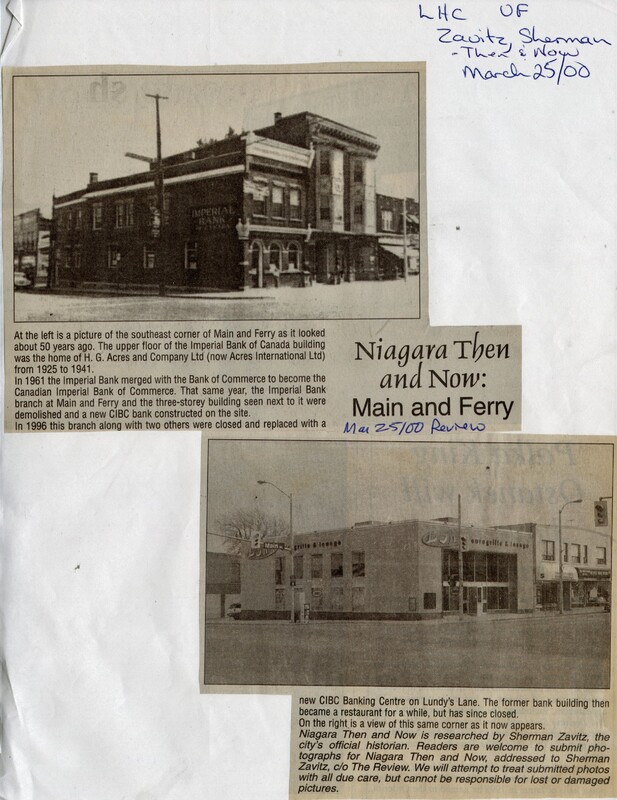 LHC UF
Zavitz, Sherman
- Then & Now
March 25/00
IMPERIAL
BANK
At the left is a picture of the southeast corner of Main and Ferry as it looked
about 50 years ago. The upper floor of the Imperial Bank of Canada building
was the home of H. G. Acres and Company Ltd (now Acres International Ltd)
from 1925 to 1941.
In 1961 the Imperial Bank merged with the Bank of Commerce to become the
Canadian Imperial Bank of Commerce. That same year, the Imperial Bank
branch at Main and Ferry and the three-storey building seen next to it were
demolished and a new CIBC bank constructed on the site.
In 1996 this branch along with two others were closed and replaced with a
Niagara Then
and Now:
Main and Ferry
Mar 25/00 Review
Main
grille & lounge
eurogrille & lounge
new CIBC Banking Centre on Lundy's Lane. The former bank building then
became a restaurant for a while, but has since closed.
On the right is a view of this same corner as it now appears.
Niagara Then and Now is researched by Sherman Zavitz, the
city's official historian. Readers are welcome to submit pho-
tographs for Niagara Then and Now, addressed to Sherman
Zavitz, c/o The Review. We will attempt to treat submitted photos
with all due care, but cannot be responsible for lost or damaged
pictures.